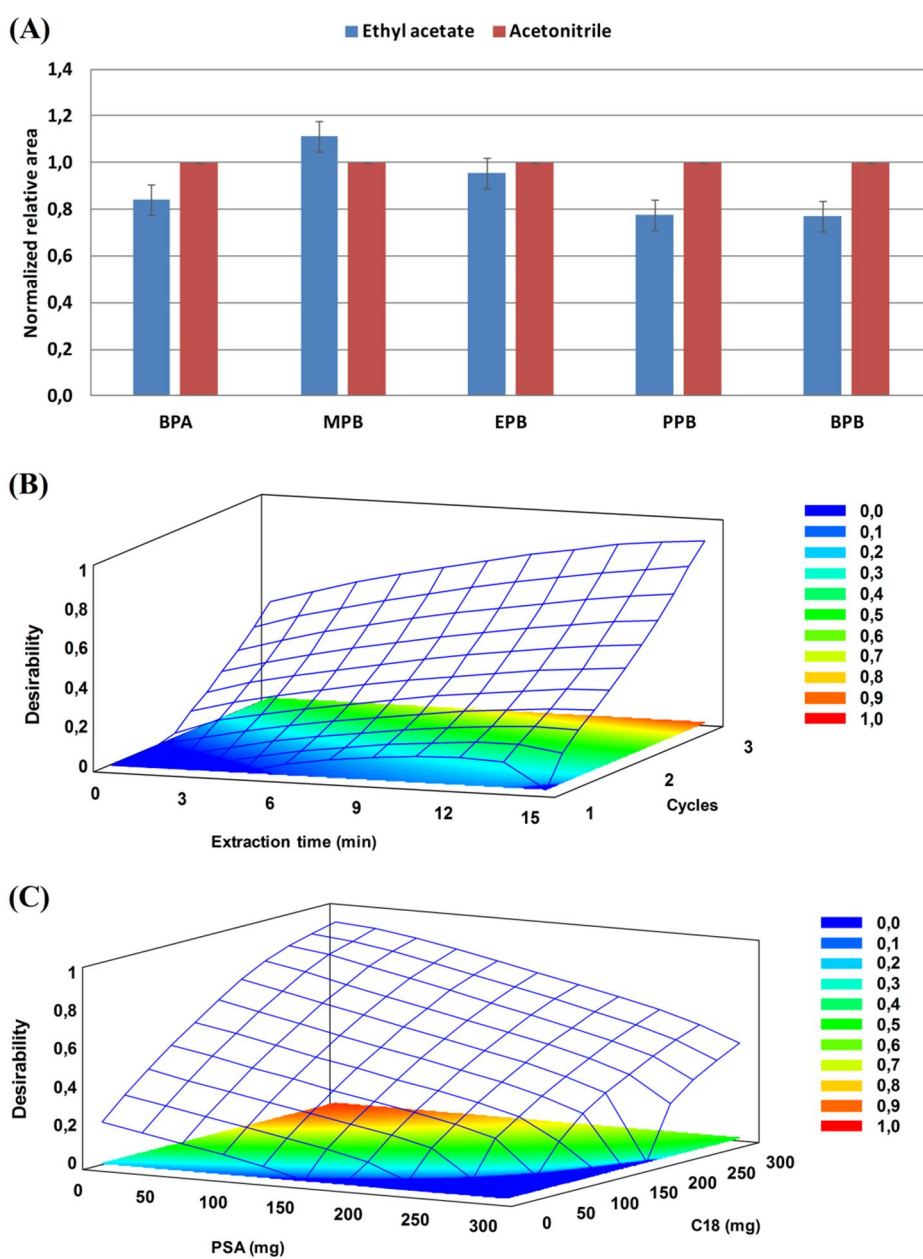 (A)
Ethyl acetate Acetonitrile
Normalized relative area
1,4
1,2
1,0
0,8
0,6
0,4
0,2
0,0
BPA MPB EPB PPB BPB
(B)
Desirability
1
0,8
0,6
0,4
0,2
0
0 3 6 9 12 15
Extraction time (min)
1 2 3
Cycles
0,0
0,1
0,2
0,3
0,4
0,5
0,6
0,7
0,8
0,9
1,0
(C)
Desirability
1
0,8
0,6
0,4
0,2
0
0 50 100 150 200 250 300
PSA (mg)
0 50 100 150 200 250 300
C18 (mg)
0,0
0,1
0,2
0,3
0,4
0,5
0,6
0,7
0,8
0,9
1,0